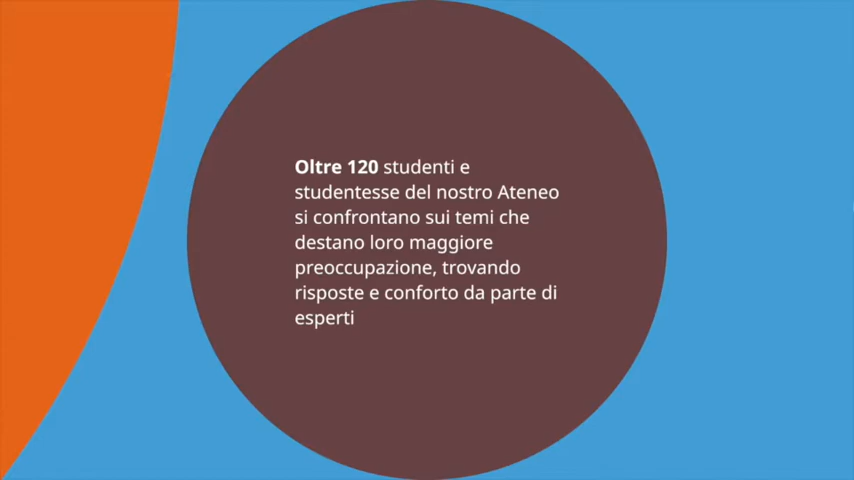 Oltre 120 studenti e
studentesse del nostro Ateneo
si confrontano sui temi che
destano loro maggiore
preoccupazione, trovando
risposte e conforto da parte di
esperti